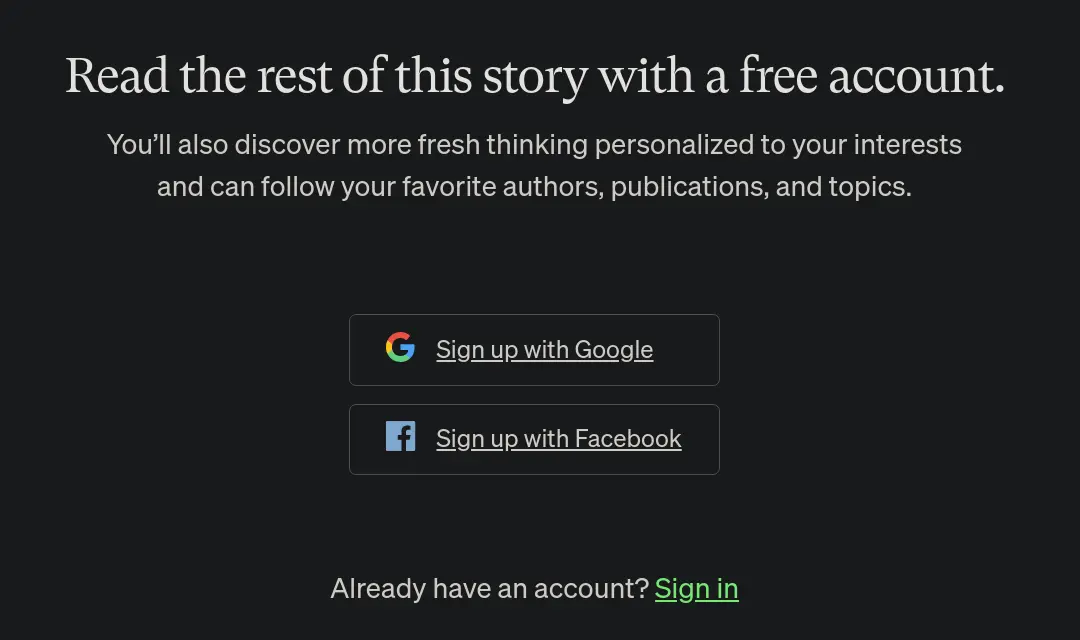 Read the rest of this story with a free account.
You’ll also discover more fresh thinking personalized to your interests
and can follow your favorite authors, publications, and topics.
Sign up with Google
Sign up with Facebook
Already have an account? Sign in